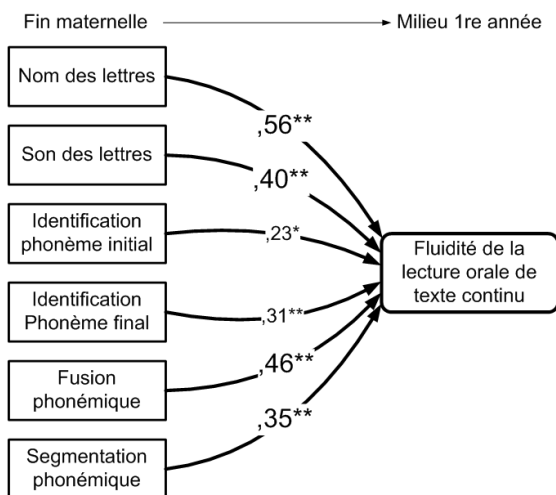 Fin maternelle
Milieu 1re année
Nom des lettres
,56**
Son des lettres
,40**
Identification
phonème initial
,23*
Fluidité de la
lecture orale de
texte continu
Identification
Phonème final
,31**
Fusion
phonémique
,46**
Segmentation
phonémique
,35**